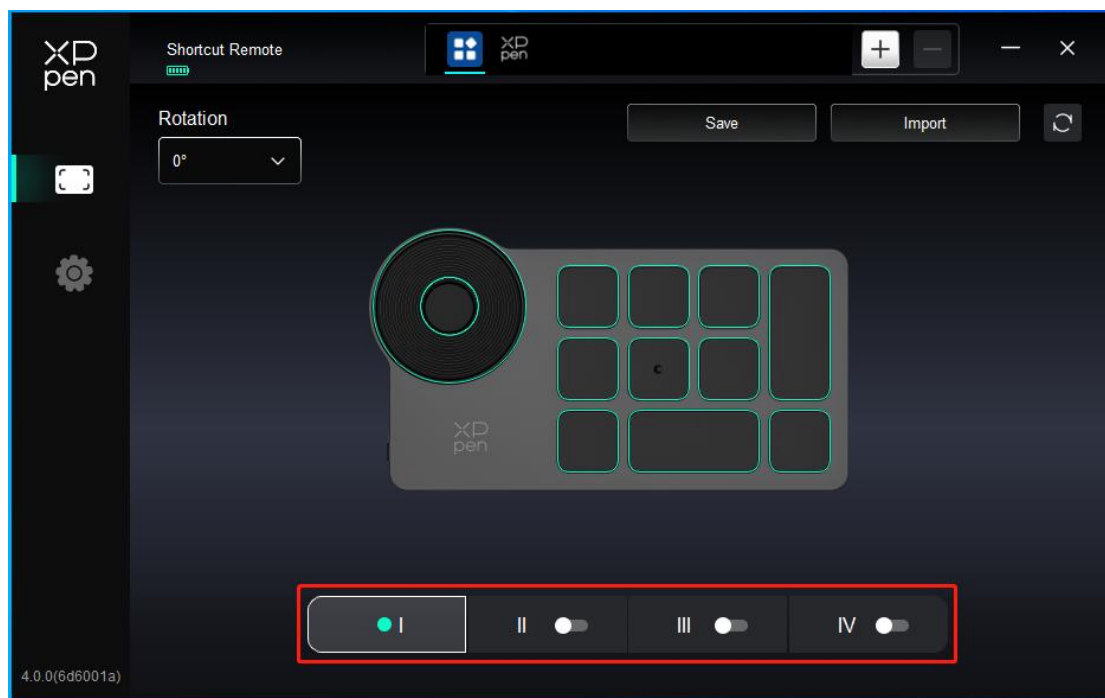 XP
pen
Shortcut Remote
XP
pen
Rotation
0°
Save
Import
XP
pen
I
II
III
IV
4.0.0(6d6001a)